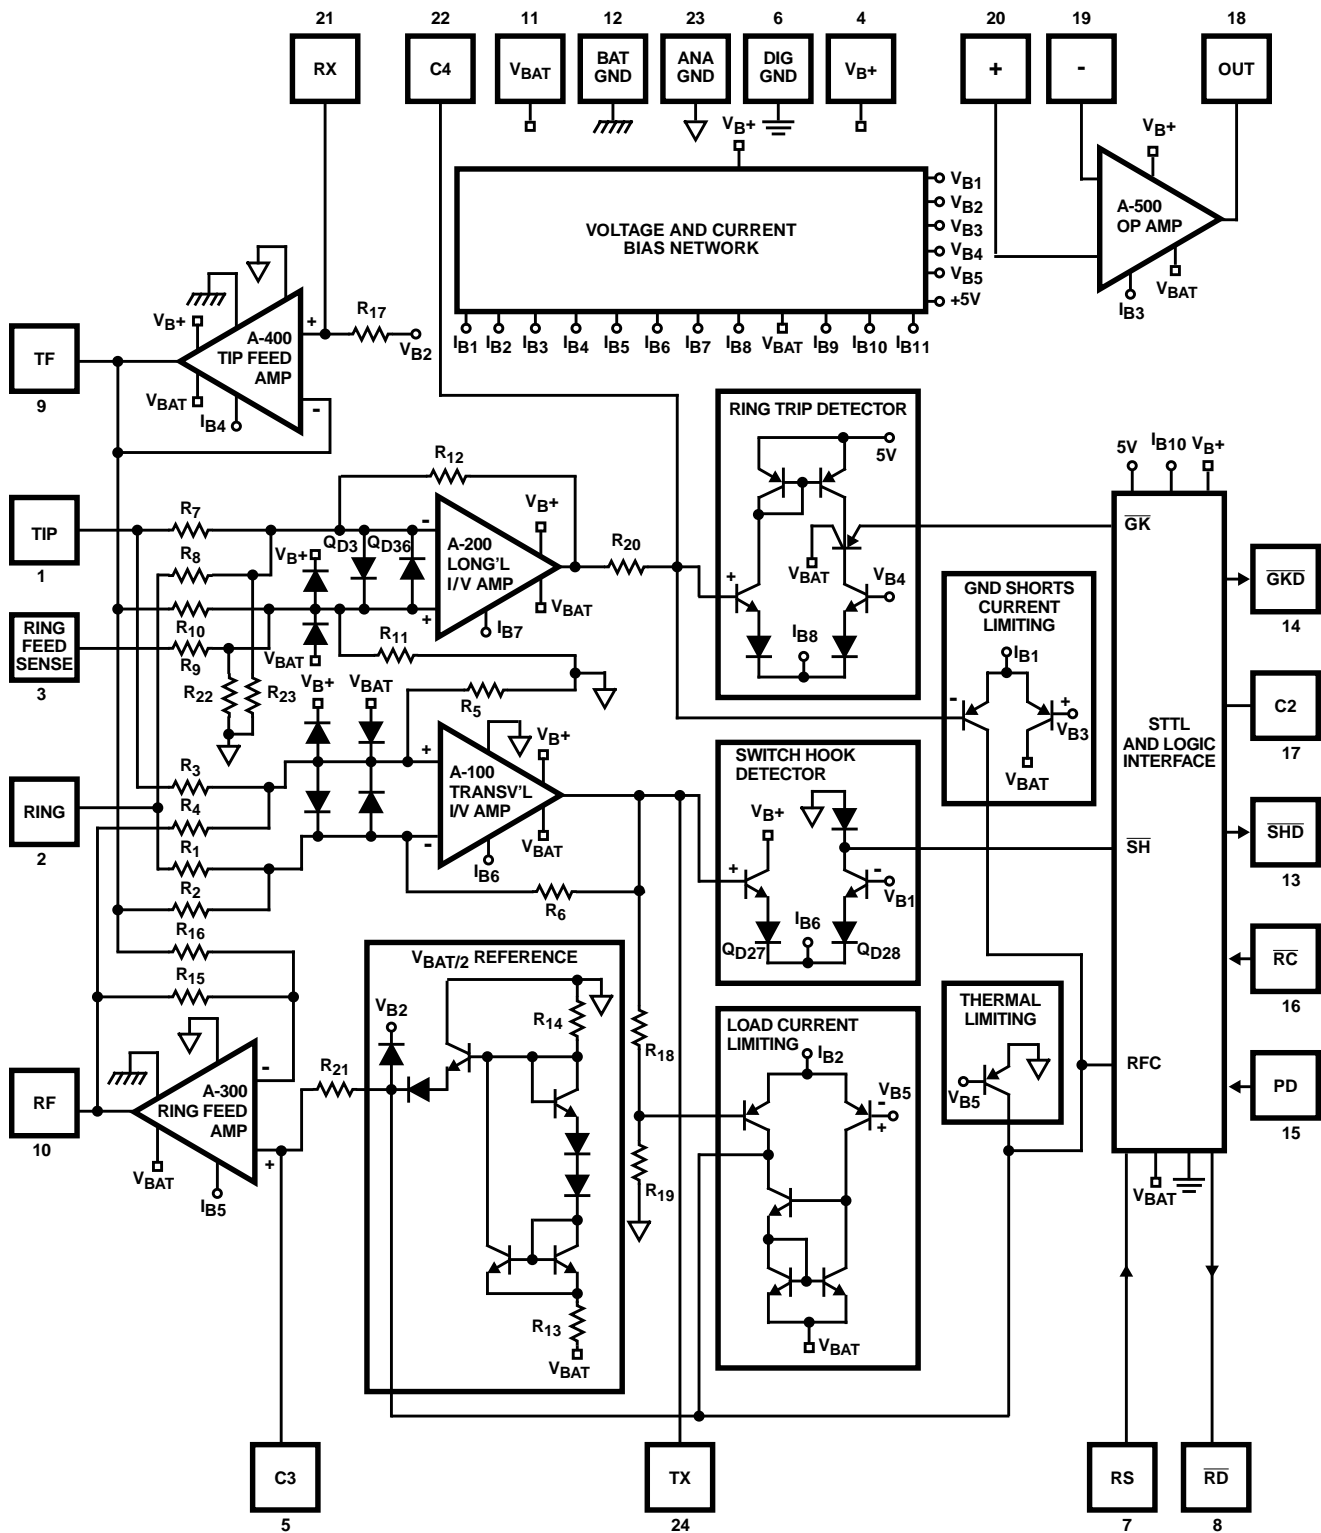 21 22 11 12 23 6 4 20 19 18
RX
C4
VBAT
BAT
GND
ANA
GND
DIG
GND
VB+
+
-
OUT
VB+
VB+
VOLTAGE AND CURRENT
BIAS NETWORK
VB1
VB2
VB3
VB4
VB5
+5V
IB1 IB2 IB3 IB4 IB5 IB6 IB7 IB8 VBAT IB9 IB10 IB11
A-500
OP AMP
VBAT
IB3
TF
9
VB+
A-400
TIP FEED
AMP
+
-
VBAT
IB4
R17
VB2
TIP
1
RING
FEED
SENSE
3
R7
R8
R10
R9
R22
R23
R12
VB+
QD3
QD36
VBAT
-
A-200
LONG'L
I/V AMP
+
VB+
VBAT
IB7
R20
R11
R5
RING TRIP DETECTOR
5V
VBAT
VB4
+
IB8
GND SHORTS
CURRENT
LIMITING
IB1
-
+
VB3
VBAT
5V
IB10
VB+
GK
STTL
AND LOGIC
INTERFACE
SH
RFC
VBAT
GKD
14
C2
17
SHD
13
RC
16
PD
15
RING
2
R3
R4
R1
R2
R16
R15
VB+
VBAT
+
A-100
TRANSV'L
I/V AMP
-
VB+
VBAT
IB6
R6
SWITCH HOOK
DETECTOR
VB+
+
-
VB1
IB6
QD27
QD28
VBAT/2 REFERENCE
VB2
R14
R13
VBAT
R21
R18
R19
LOAD CURRENT
LIMITING
IB2
-
VB5
+
VBAT
THERMAL
LIMITING
VB5
RF
10
-
A-300
RING FEED
AMP
+
VBAT
IB5
C3
5
TX
24
RS
7
RD
8